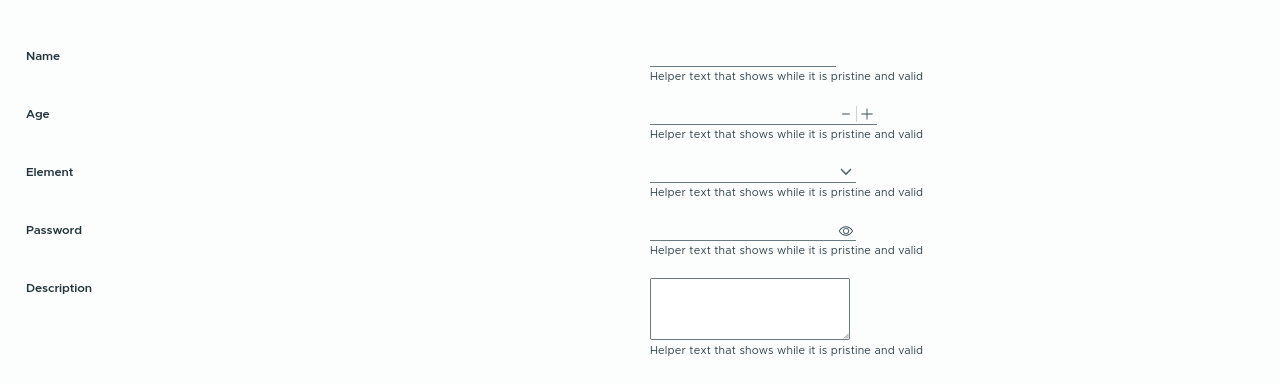 Name
Helper text that shows while it is pristine and valid
Age
Helper text that shows while it is pristine and valid
Element
Helper text that shows while it is pristine and valid
Password
Helper text that shows while it is pristine and valid
Description
Helper text that shows while it is pristine and valid